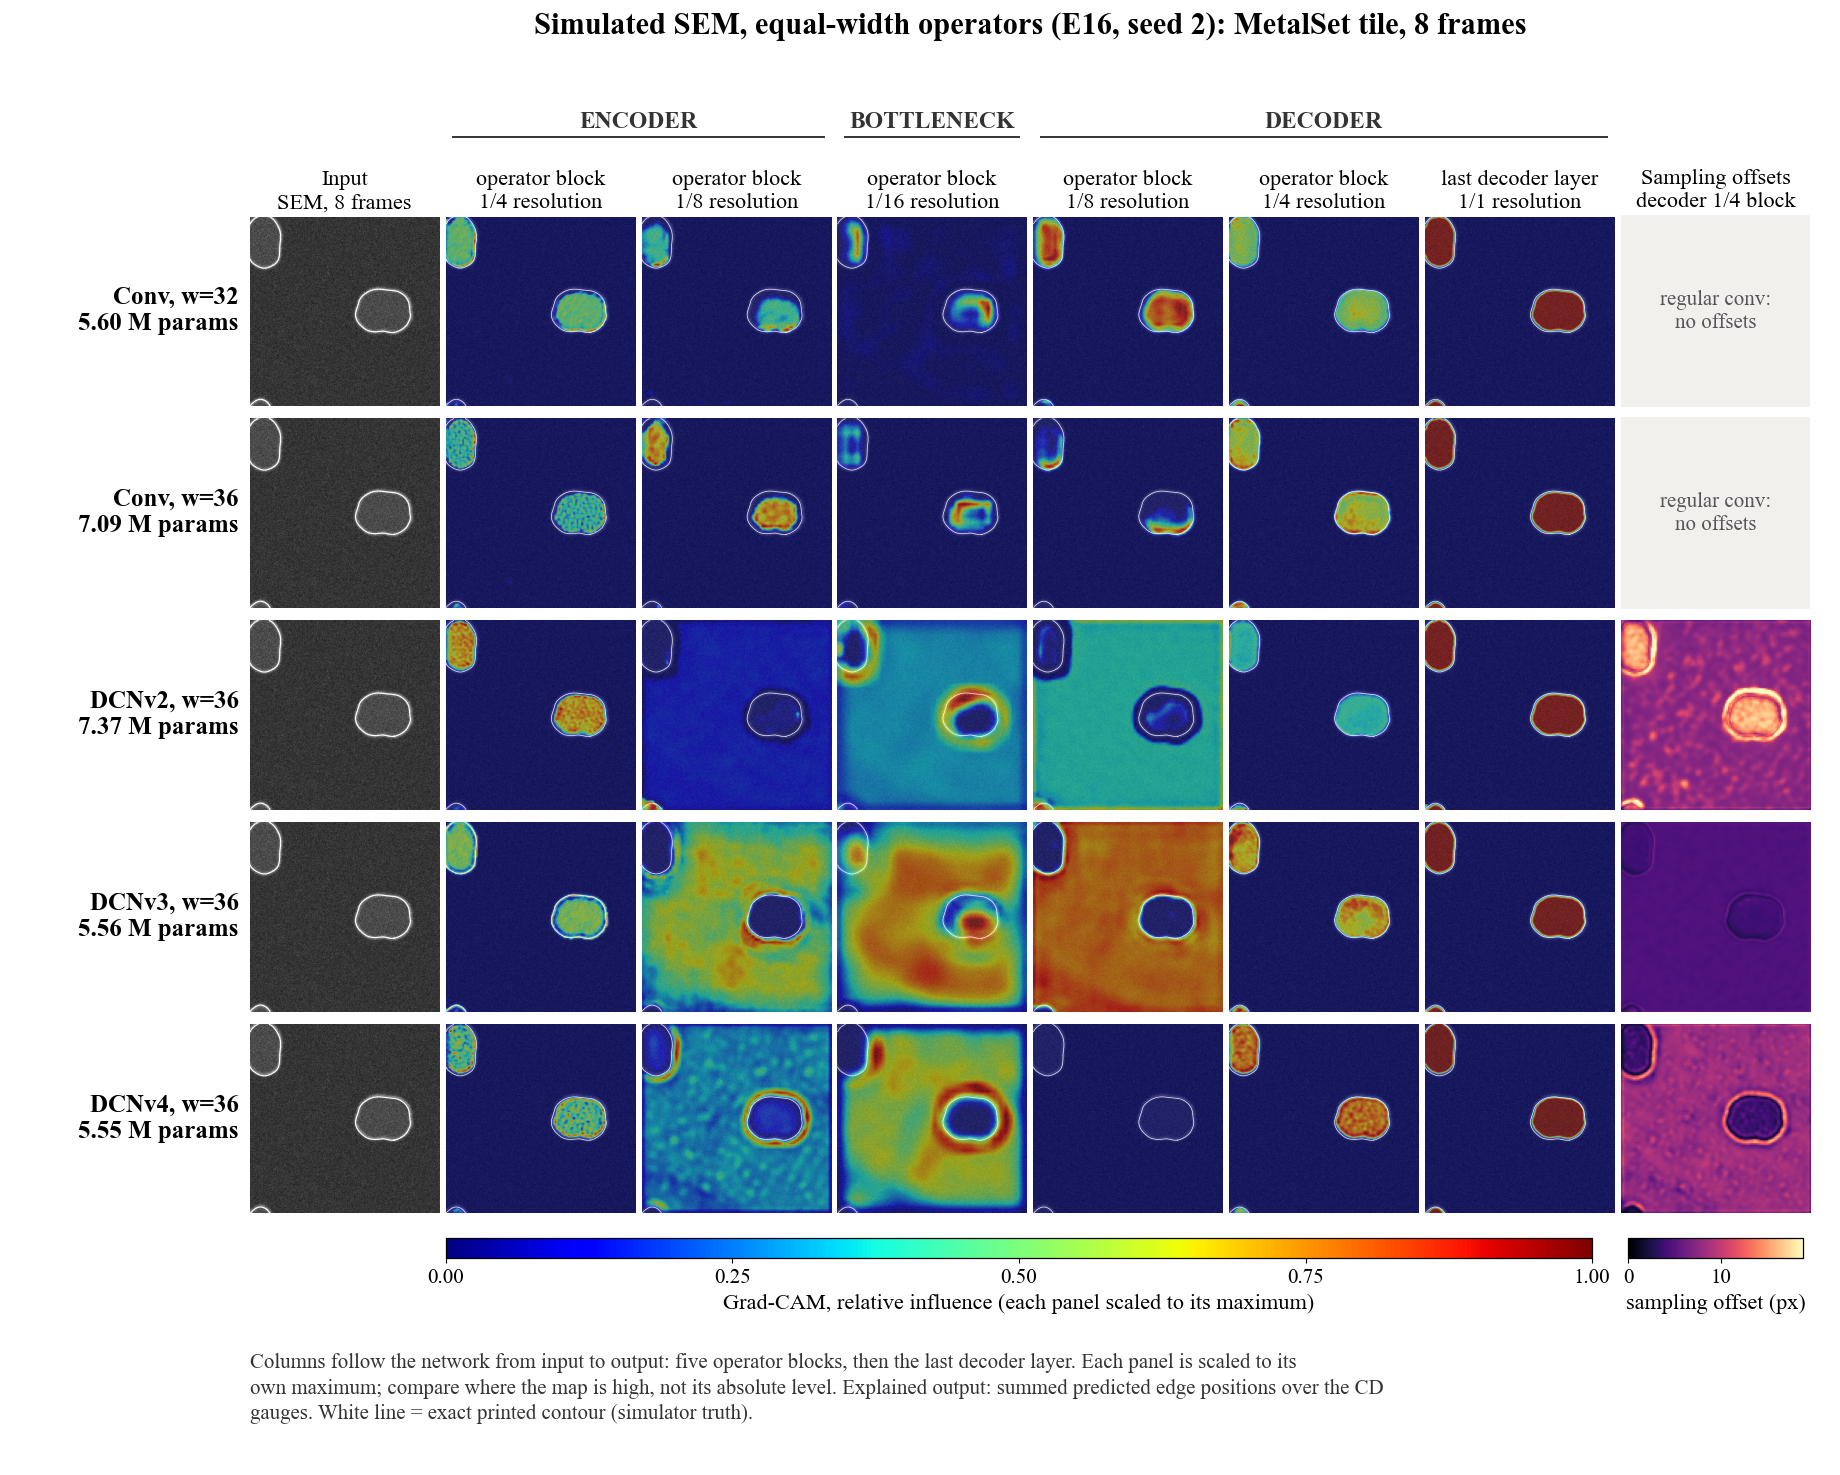 Simulated SEM, equal-width operators (E16, seed 2): MetalSet tile, 8 frames
ENCODER
BOTTLENECK
DECODER
Input
SEM, 8 frames
operator block
1/4 resolution
operator block
1/8 resolution
operator block
1/16 resolution
operator block
1/8 resolution
operator block
1/4 resolution
last decoder layer
1/1 resolution
Sampling offsets
decoder 1/4 block
Conv, w=32
5.60 M params
regular conv:
no offsets
Conv, w=36
7.09 M params
regular conv:
no offsets
DCNv2, w=36
7.37 M params
DCNv3, w=36
5.56 M params
DCNv4, w=36
5.55 M params
0.00
0.25
0.50
0.75
1.00
Grad-CAM, relative influence (each panel scaled to its maximum)
0
10
sampling offset (px)
Columns follow the network from input to output: five operator blocks, then the last decoder layer. Each panel is scaled to its
own maximum; compare where the map is high, not its absolute level. Explained output: summed predicted edge positions over the CD
gauges. White line = exact printed contour (simulator truth).